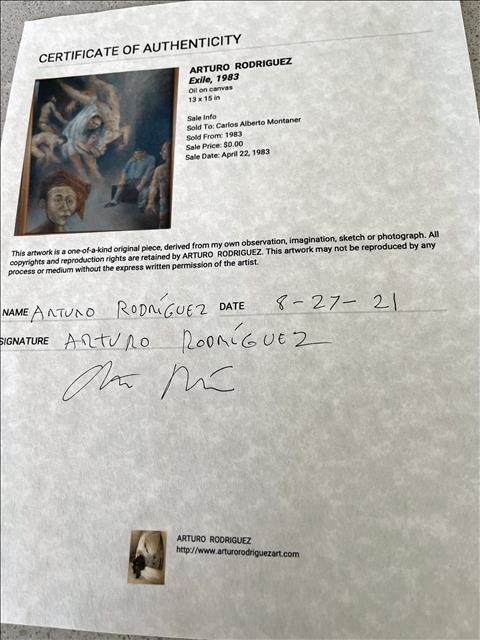 CERTIFICATE OF AUTHENTICITY
ARTURO RODRIGUEZ
Exile, 1983
Oil on canvas
13 x 15 in
Sale Info
Sold To: Carlos Alberto Montaner
Sold From: 1983
Sale Price: $0.00
Sale Date: April 22, 1983
This artwork is a one-of-a-kind original piece, derived from my own observation, imagination, sketch or photograph. All
copyrights and reproduction rights are retained by ARTURO RODRIGUEZ. This artwork may not be reproduced by any
process or medium without the express written permission of the artist.
NAME ARTURO RODRÍGUEZ DATE 8-27-21
SIGNATURE ARTURO RODRÍGUEZ
ARTURO RODRIGUEZ
http://www.arturorodriguezart.com